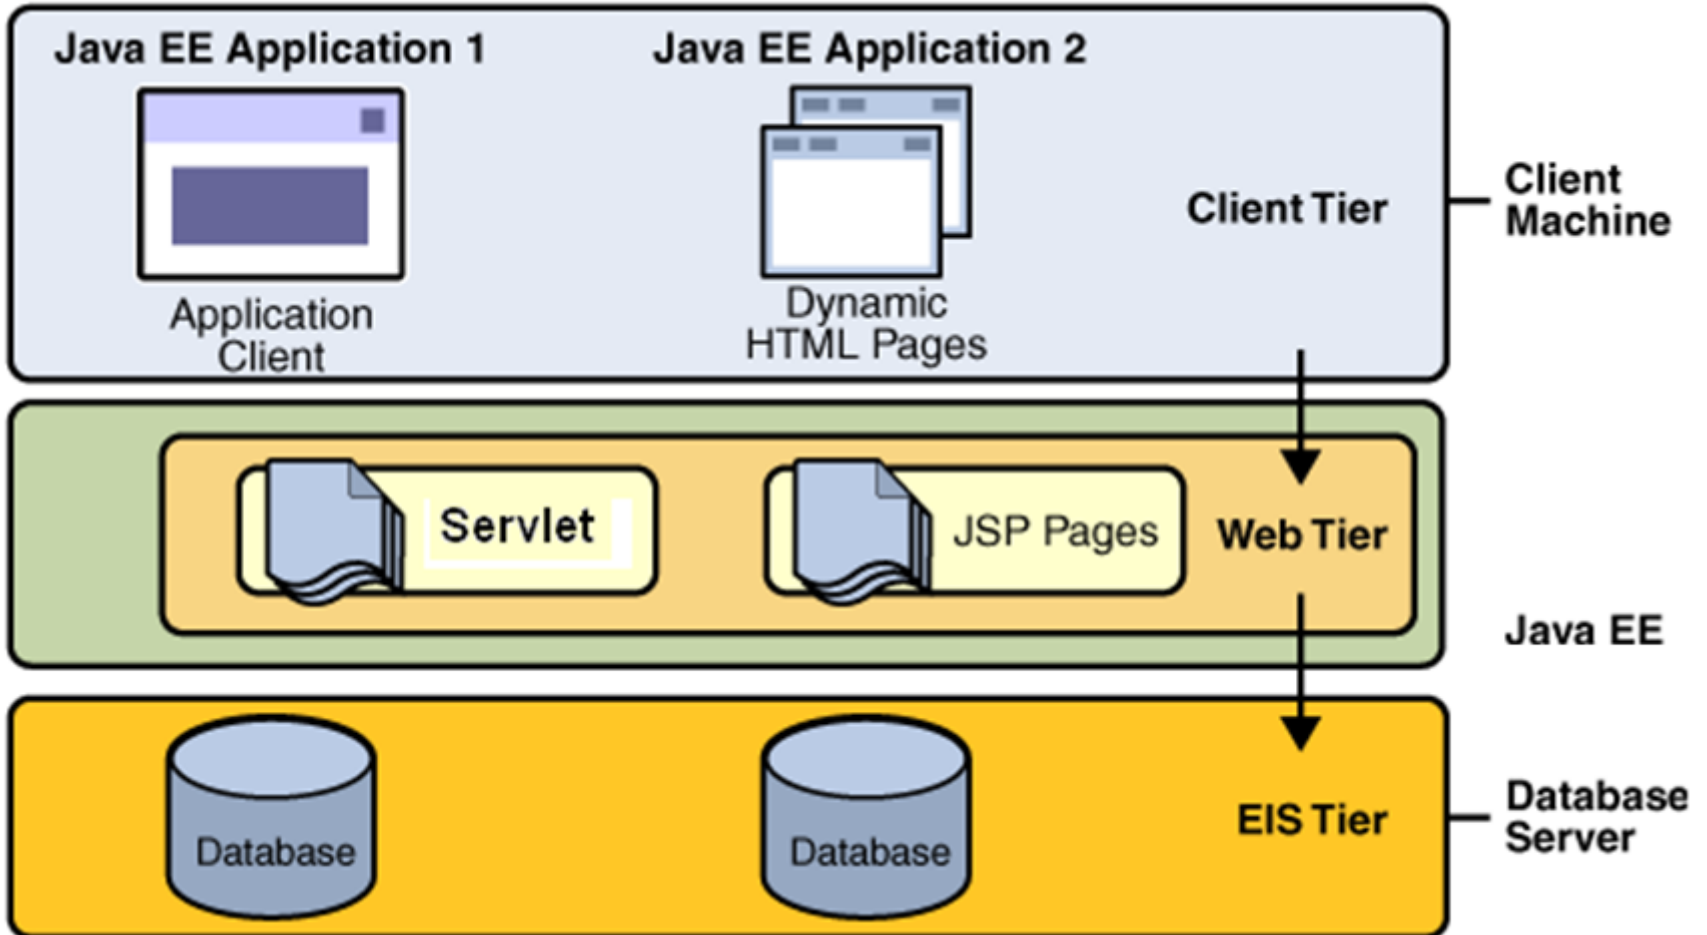 Java EE Application 1
Java EE Application 2
Application
Client
Dynamic
HTML Pages
Client Tier
Client
Machine
Servlet
JSP Pages
Web Tier
Java EE
Database
Database
EIS Tier
Database
Server